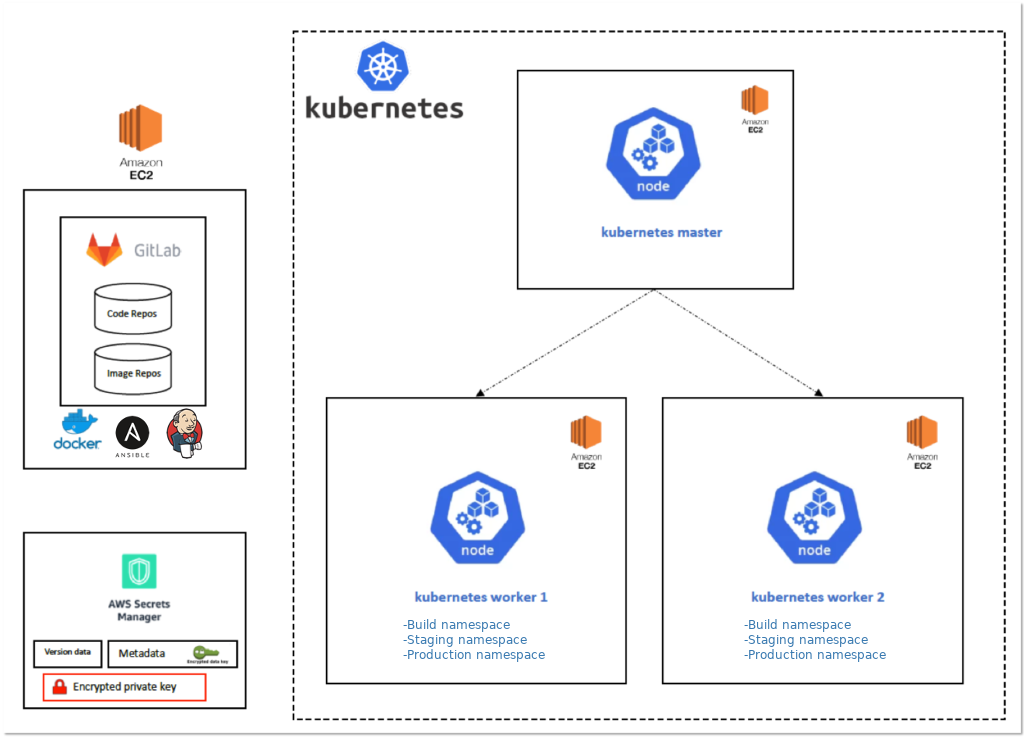 Amazon
EC2
GitLab
Code Repos
Image Repos
docker
ANSIBLE
AWS Secrets
Manager
Version data
Metadata
Encrypted data key
Encrypted private key
kubernetes
Amazon
EC2
node
kubernetes master
Amazon
EC2
node
kubernetes worker 1
-Build namespace
-Staging namespace
-Production namespace
Amazon
EC2
node
kubernetes worker 2
-Build namespace
-Staging namespace
-Production namespace